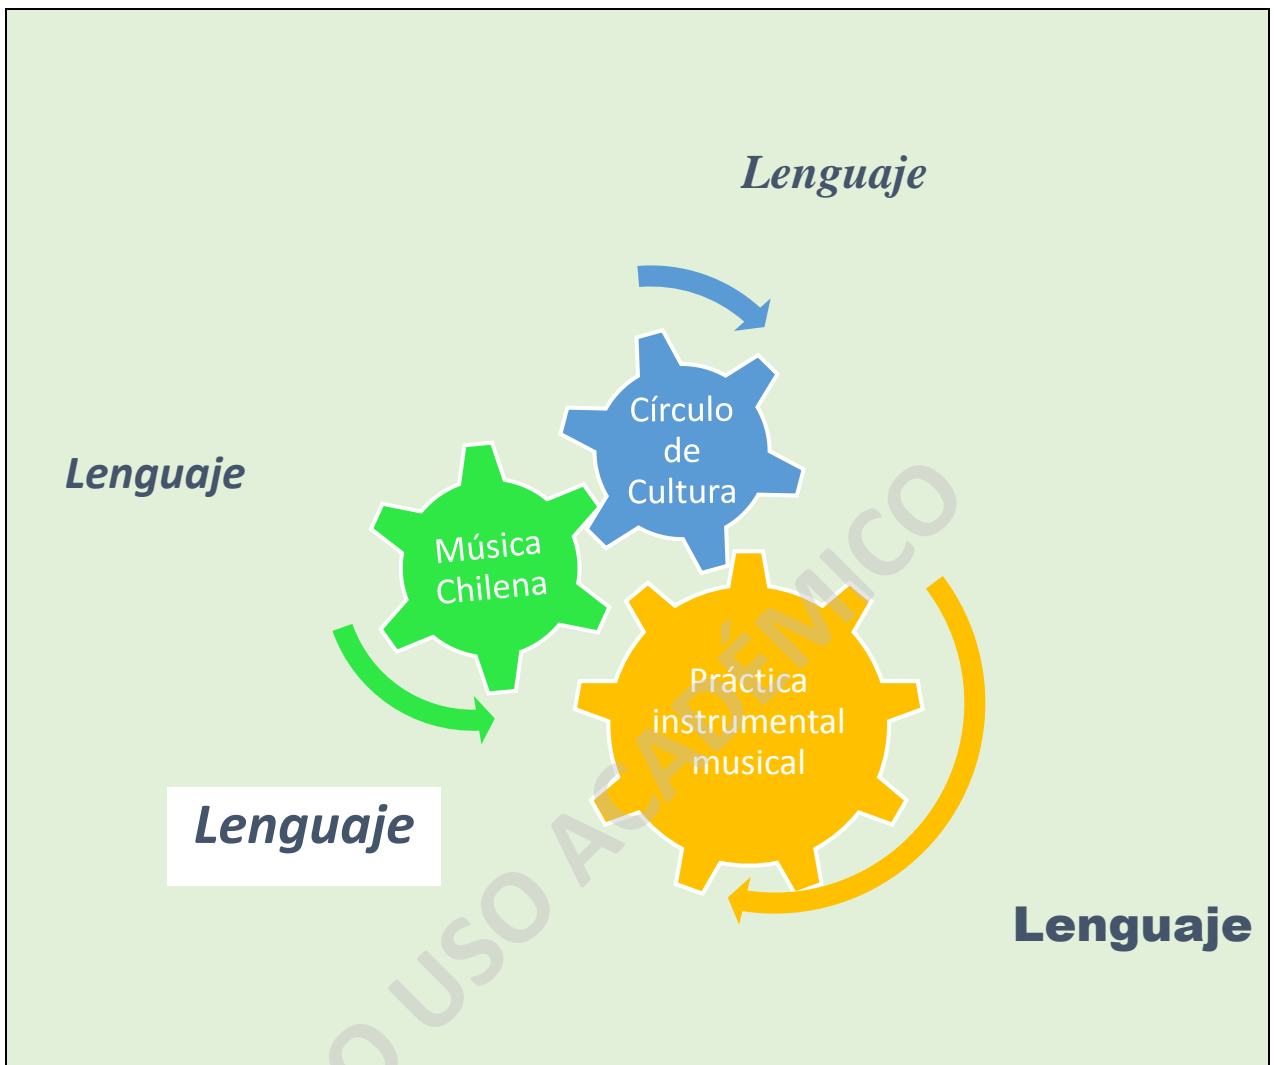 Lenguaje
Círculo
de
Cultura
Lenguaje
Música
Chilena
Práctica
instrumental
musical
Lenguaje
Lenguaje
O USO ACADÉMICO